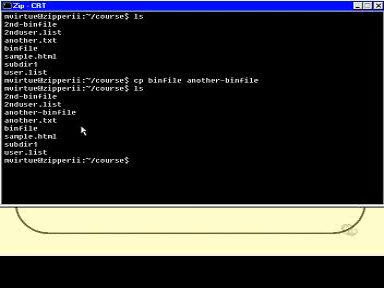 Zip - CRT
mvirtue@zipperii:~/course$ ls
2nd-binfile
2nduser.list
another.txt
binfile
sample.html
subdir1
user.list
mvirtue@zipperii:~/course$ cp binfile another-binfile
mvirtue@zipperii:~/course$ ls
2nd-binfile
2nduser.list
another-binfile
another.txt
binfile
sample.html
subdir1
user.list
mvirtue@zipperii:~/course$